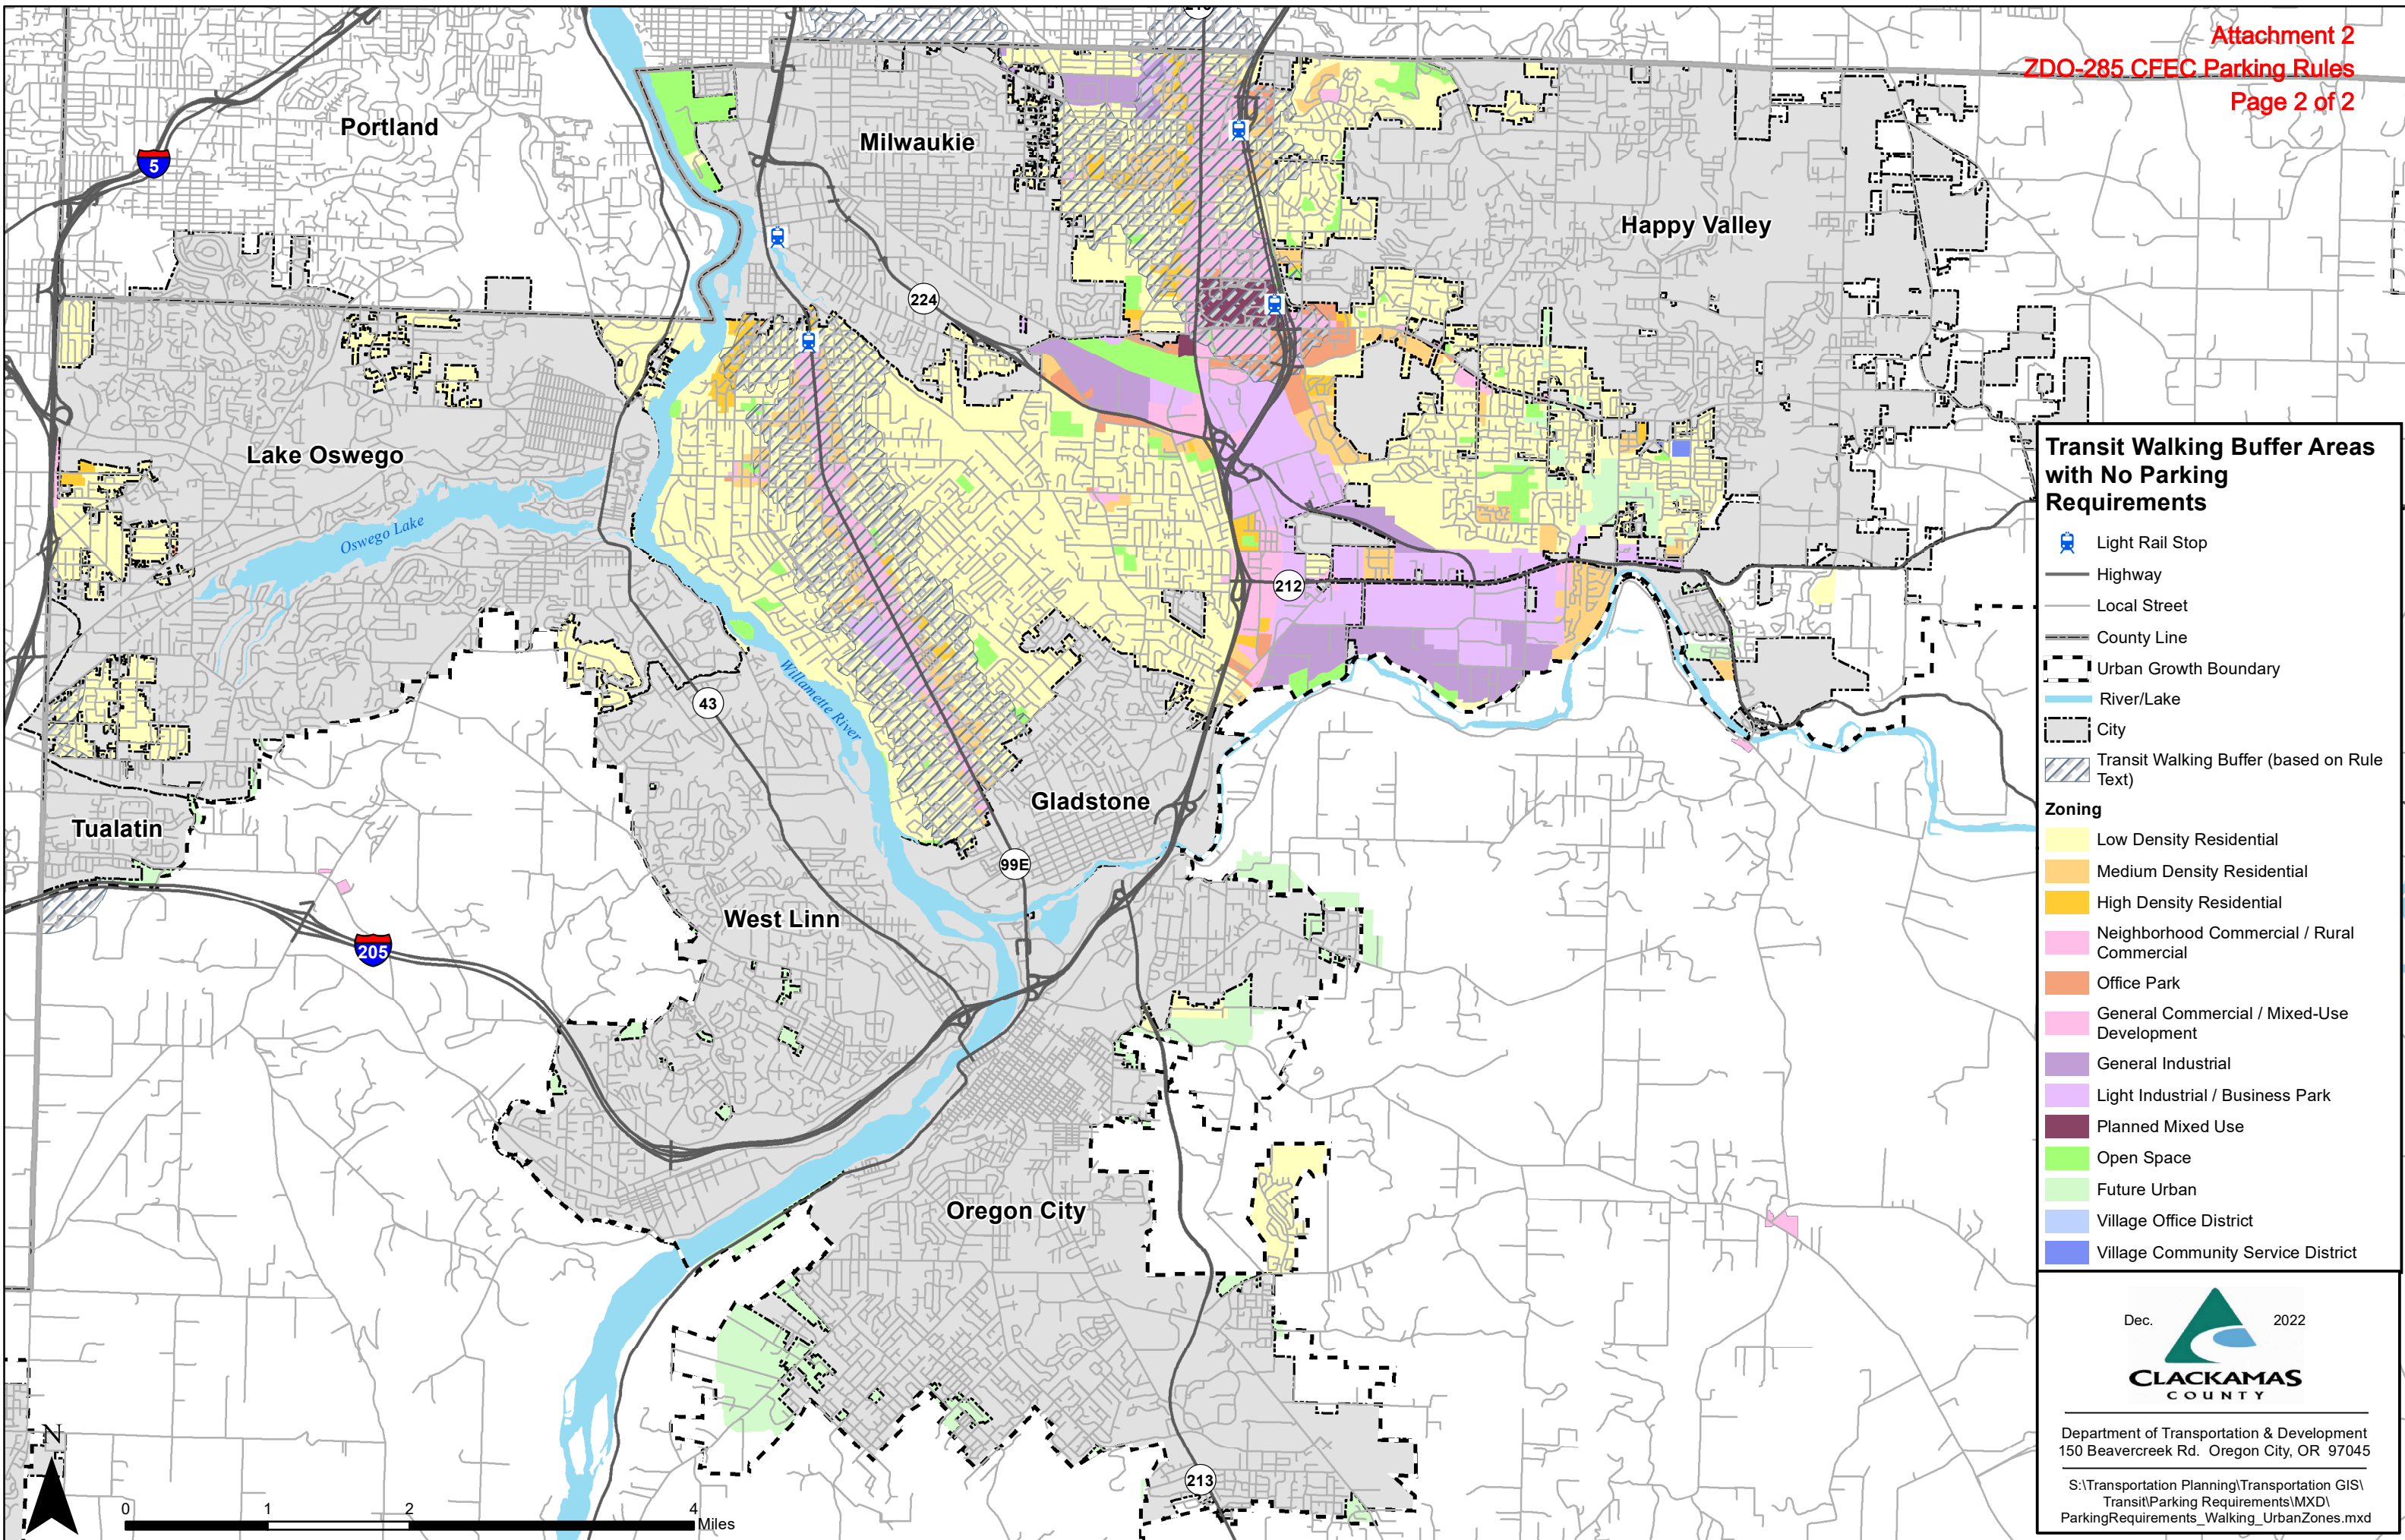 Attachment 2
ZDO-285 CFEC Parking Rules
Page 2 of 2
Portland
5
Milwaukie
Happy Valley
224
Lake Oswego
Oswego Lake
212
Willamette River
43
Gladstone
Tualatin
99E
West Linn
205
Oregon City
213
N
0
1
2
4
Miles
Transit Walking Buffer Areas
with No Parking
Requirements
Light Rail Stop
Highway
Local Street
County Line
Urban Growth Boundary
River/Lake
City
Transit Walking Buffer (based on Rule
Text)
Zoning
Low Density Residential
Medium Density Residential
High Density Residential
Neighborhood Commercial / Rural
Commercial
Office Park
General Commercial / Mixed-Use
Development
General Industrial
Light Industrial / Business Park
Planned Mixed Use
Open Space
Future Urban
Village Office District
Village Community Service District
Dec. 2022
CLACKAMAS
COUNTY
Department of Transportation & Development
150 Beavercreek Rd. Oregon City, OR 97045
S:\Transportation Planning\Transportation GIS\
Transit\Parking Requirements\MXD\
ParkingRequirements_Walking_UrbanZones.mxd